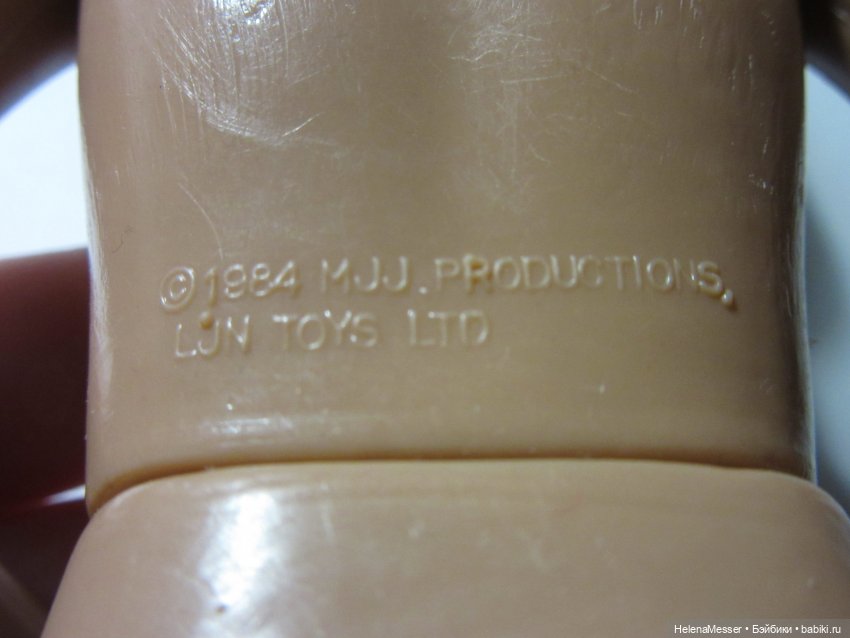 ©1984 MJJ.PRODUCTIONS,
LJN TOYS LTD
HelenaMesser • Бэйбики • babiki.ru